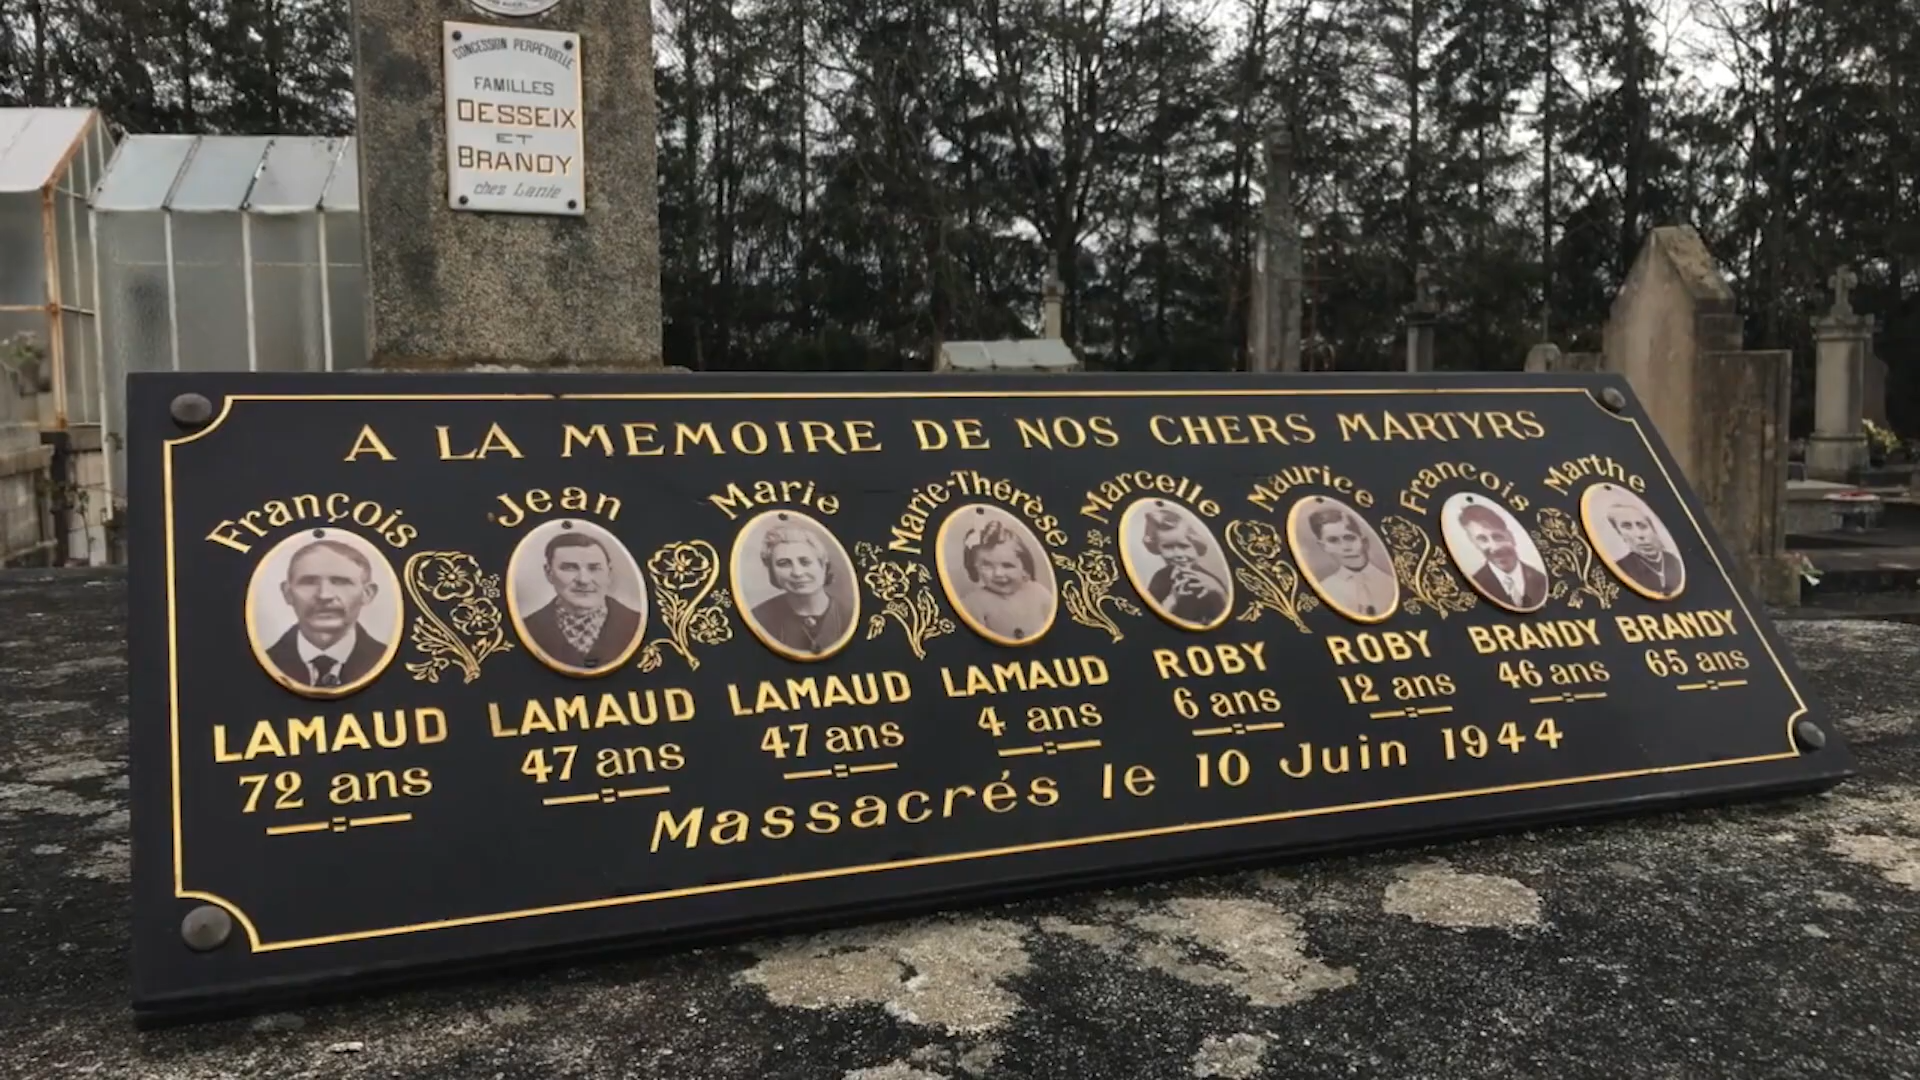 CONCESSION PERPETUELLE
FAMILLES
DESSEIX
ET
BRANDY
chez Lanie
A LA MEMOIRE DE NOS CHERS MARTYRS
François Jean Marie Marie-Thérèse Marcelle Maurice François Marthe
LAMAUD LAMAUD LAMAUD LAMAUD ROBY ROBY BRANDY BRANDY
72 ans 47 ans 47 ans 4 ans 6 ans 12 ans 46 ans 65 ans
Massacrés le 10 Juin 1944